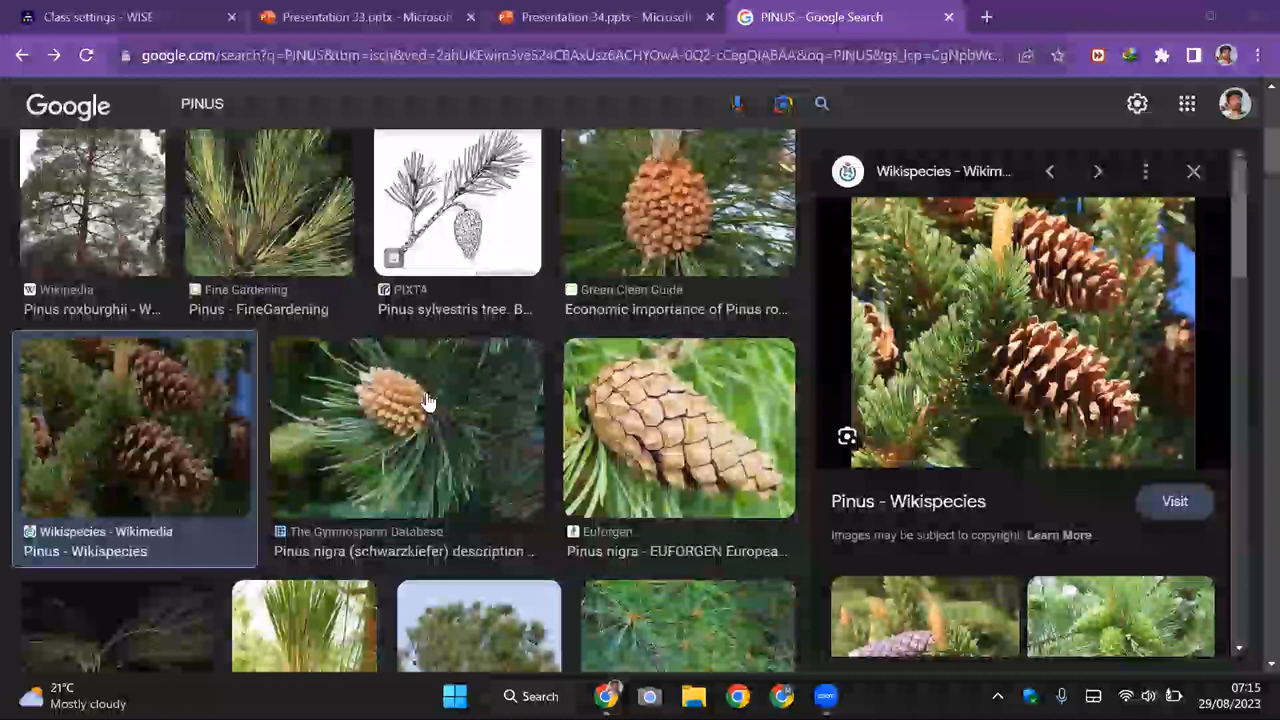 Class settings - WISE
Presentation 33.pptx - Microsoft
Presentation 34.pptx - Microsoft
PINUS - Google Search
Google
PINUS
Wikispecies - Wikim...
Wikipedia
Pinus roxburghii - W...
Fine Gardening
Pinus - FineGardening
PIXTA
Pinus sylvestris tree. B...
Green Clean Guide
Economic importance of Pinus ro...
Wikispecies - Wikimedia
Pinus - Wikispecies
The Gymnosperm Database
Pinus nigra (schwarzkiefer) description ...
Euforgen
Pinus nigra - EUFORGEN Europea...
Pinus - Wikispecies
Visit
Images may be subject to copyright. Learn More
21°C
Mostly cloudy
Search
07:15
29/08/2023